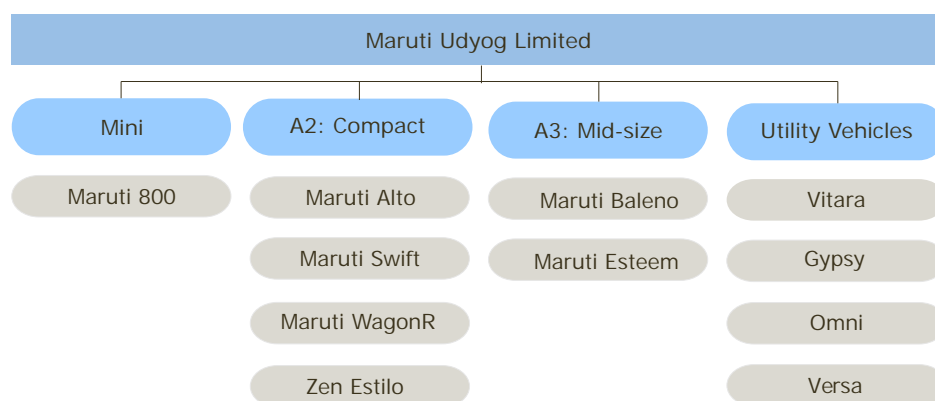 Maruti Udyog Limited
Mini
A2: Compact
A3: Mid-size
Utility Vehicles
Maruti 800
Maruti Alto
Maruti Baleno
Vitara
Maruti Swift
Maruti Esteem
Gypsy
Maruti WagonR
Omni
Zen Estilo
Versa